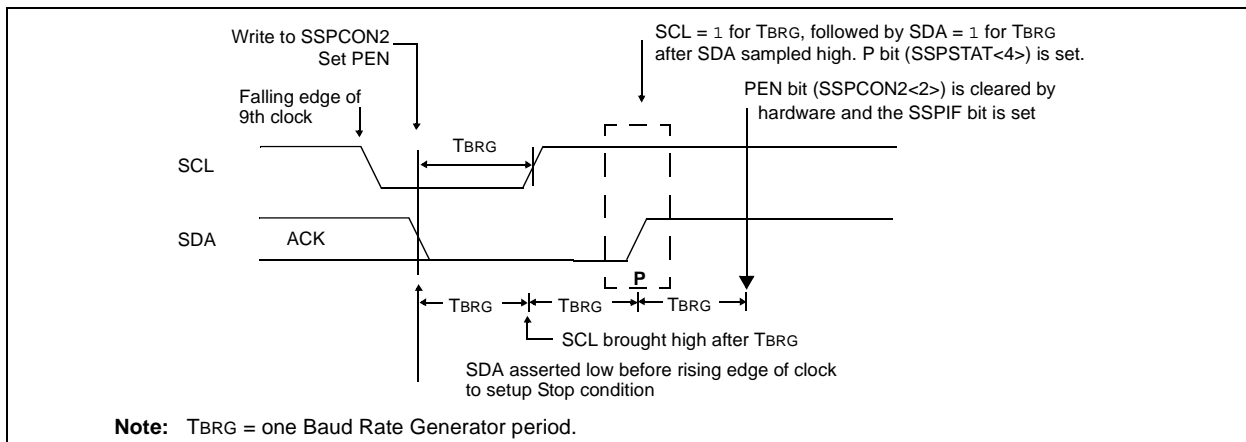 Write to SSPCON2
Set PEN
SCL = 1 for TBRG, followed by SDA = 1 for TBRG
after SDA sampled high. P bit (SSPSTAT<4>) is set.
PEN bit (SSPCON2<2>) is cleared by
hardware and the SSPIF bit is set
Falling edge of
9th clock
TBRG
SCL
SDA
ACK
P
TBRG
TBRG
TBRG
SCL brought high after TBRG
SDA asserted low before rising edge of clock
to setup Stop condition
Note: TBRG = one Baud Rate Generator period.